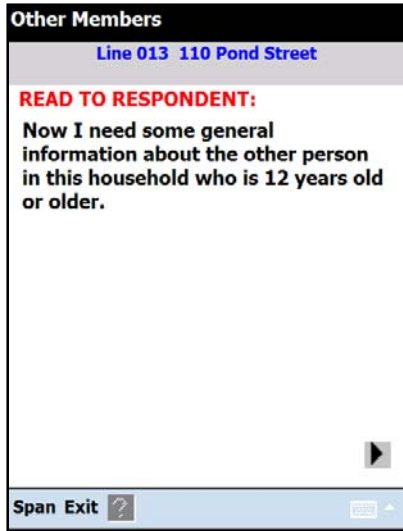 Other Members
Line 013 110 Pond Street
READ TO RESPONDENT:
Now I need some general
information about the other person
in this household who is 12 years old
or older.
Span Exit ?